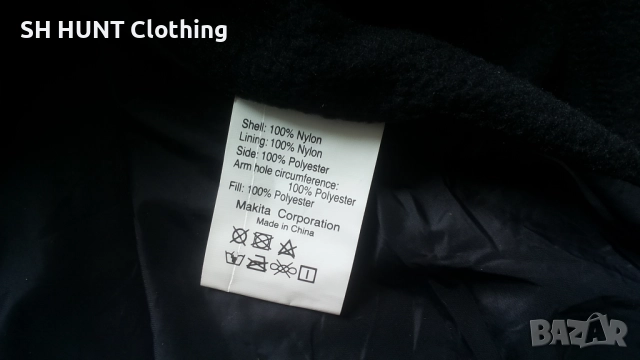 SH HUNT Clothing
Shell: 100% Nylon
Lining: 100% Nylon
Side: 100% Polyester
Arm hole circumference:
100% Polyester
Fill: 100% Polyester
Makita Corporation
Made in China
BAZAR